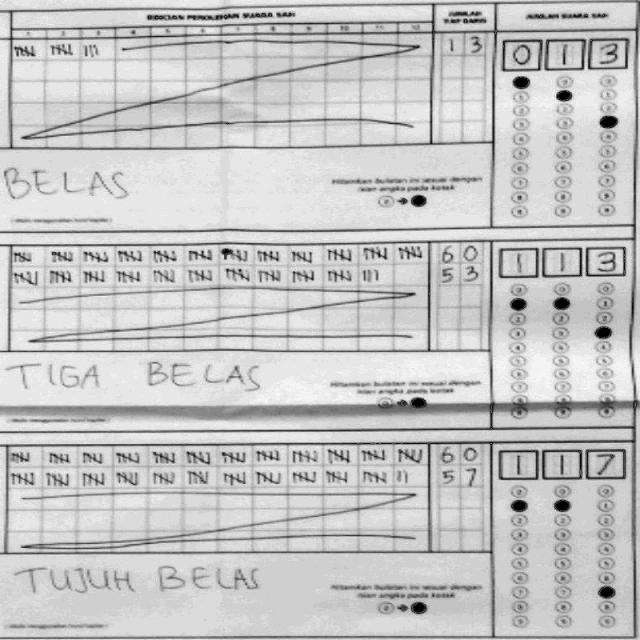 RINCIAN PEROLEHAN SUARA SAH
JUMLAH TIAP BARIS
JUMLAH SUARA SAH
1 2 3 4 5 6 7 8 9 10 11 12
1 3
0 1 3
BELAS
Hitamkan bulatan ini sesuai dengan
isian angka pada kotak
6 0
5 3
1 1 3
TIGA BELAS
Hitamkan bulatan ini sesuai dengan
isian angka pada kotak
6 0
5 7
1 1 7
TUJUH BELAS
Hitamkan bulatan ini sesuai dengan
isian angka pada kotak